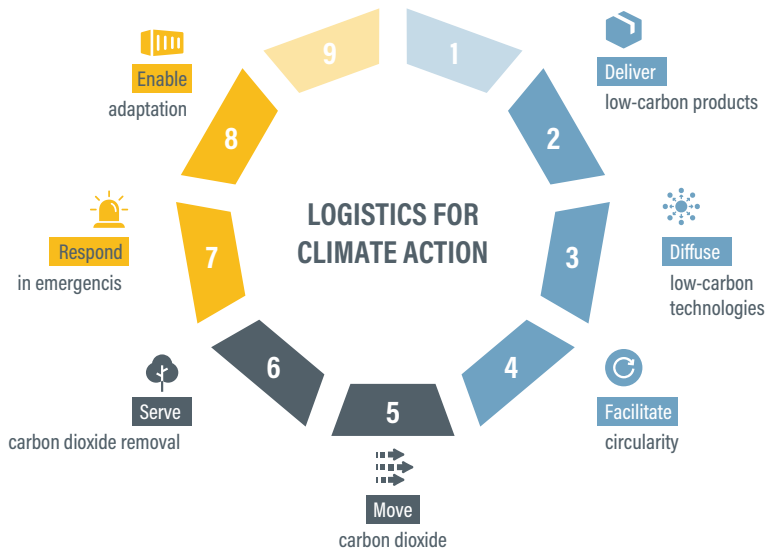 LOGISTICS FOR
CLIMATE ACTION
1
2
Deliver
low-carbon products
3
Diffuse
low-carbon
technologies
4
Facilitate
circularity
5
Move
carbon dioxide
6
Serve
carbon dioxide removal
7
Respond
in emergencis
8
Enable
adaptation
9